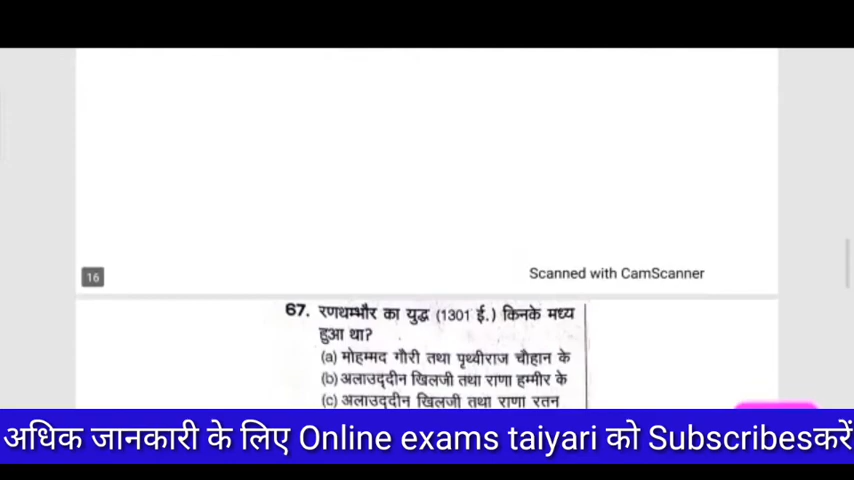 16
Scanned with CamScanner
67. रणथम्भौर का युद्ध (1301 ई.) किनके मध्य
हुआ था?
(a) मोहम्मद गौरी तथा पृथ्वीराज चौहान के
(b) अलाउद्दीन खिलजी तथा राणा हम्मीर के
(c) अलाउद्दीन खिलजी तथा राणा रतन
अधिक जानकारी के लिए Online exams taiyari को Subscribesकरें